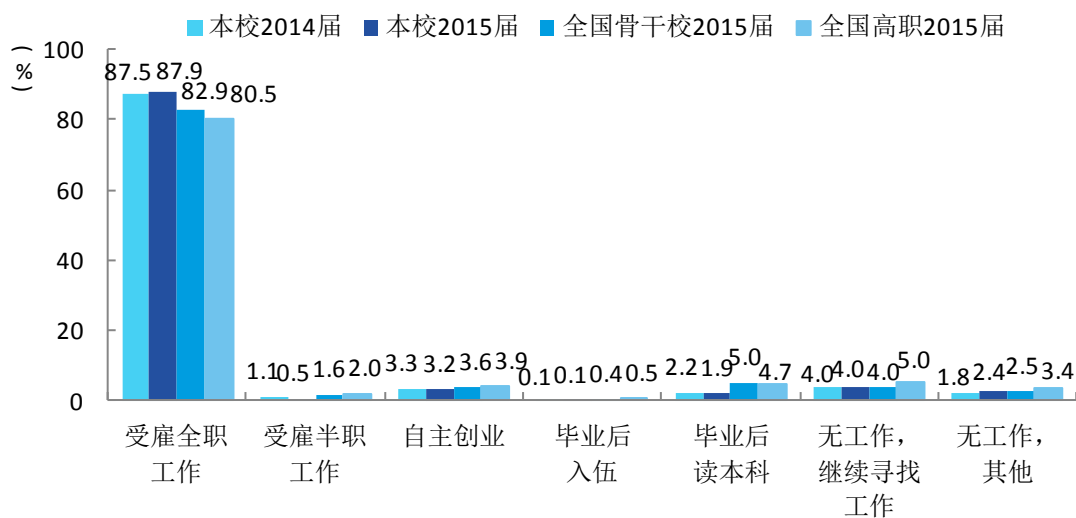 本校2014届 本校2015届 全国骨干校2015届 全国高职2015届
(%)
100
80
60
40
20
0
87.5 87.9 82.9 80.5
1.1 0.5 1.6 2.0
3.3 3.2 3.6 3.9
0.1 0.1 0.4 0.5
2.2 1.9 5.0 4.7
4.0 4.0 4.0 5.0
1.8 2.4 2.5 3.4
受雇全职
工作
受雇半职
工作
自主创业
毕业后
入伍
毕业后
读本科
无工作，
继续寻找
工作
无工作，
其他